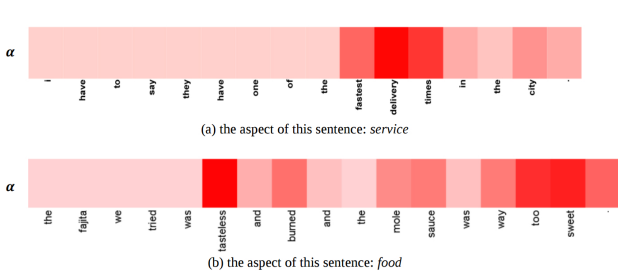 α
i have to say they have one of the fastest delivery times in the city .
(a) the aspect of this sentence: service
α
the fajita we tried was tasteless and burned and the mole sauce was way too sweet .
(b) the aspect of this sentence: food